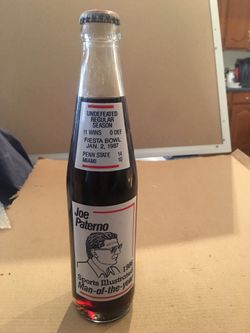 UNDEFEATED
REGULAR
SEASON
11 WINS 0 DEF
FIESTA BOWL
JAN. 2, 1987
PENN STATE 14
MIAMI 10
Joe
Paterno
1986
Sports Illustrated
Man-of-the-year